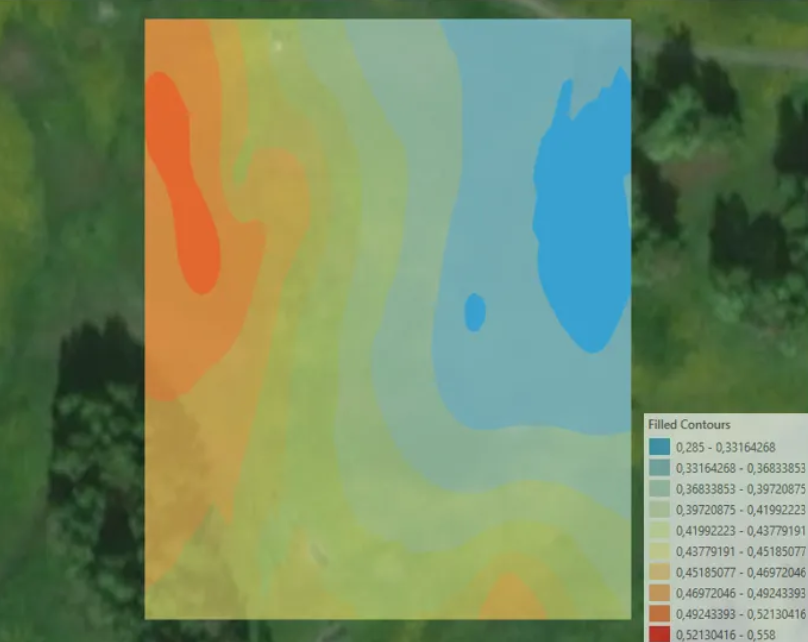 Filled Contours
0,285 - 0,33164268
0,33164268 - 0,36833853
0,36833853 - 0,39720875
0,39720875 - 0,41992223
0,41992223 - 0,43779191
0,43779191 - 0,45185077
0,45185077 - 0,46972046
0,46972046 - 0,49243393
0,49243393 - 0,52130416
0,52130416 - 0,558